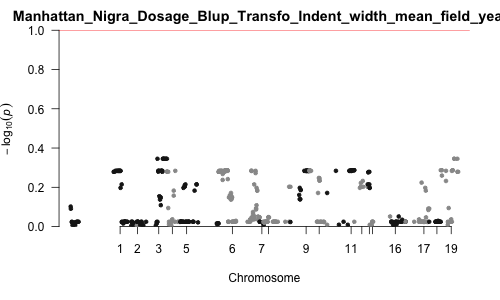 Manhattan_Nigra_Dosage_Blup_Transfo_Indent_width_mean_field_yea
1.0
0.8
0.6
0.4
0.2
0.0
− log10(p)
1 2 3 5 6 7 9 11 16 17 19
Chromosome